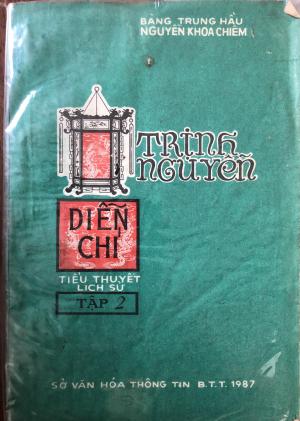 BẢNG TRUNG HẦU
NGUYỄN KHOA CHIÊM
TRỊNH
NGUYỄN
DIỄN
CHÍ
TIỂU THUYẾT
LỊCH SỬ
TẬP 2
SỞ VĂN HÓA THÔNG TIN B.T.T. 1987